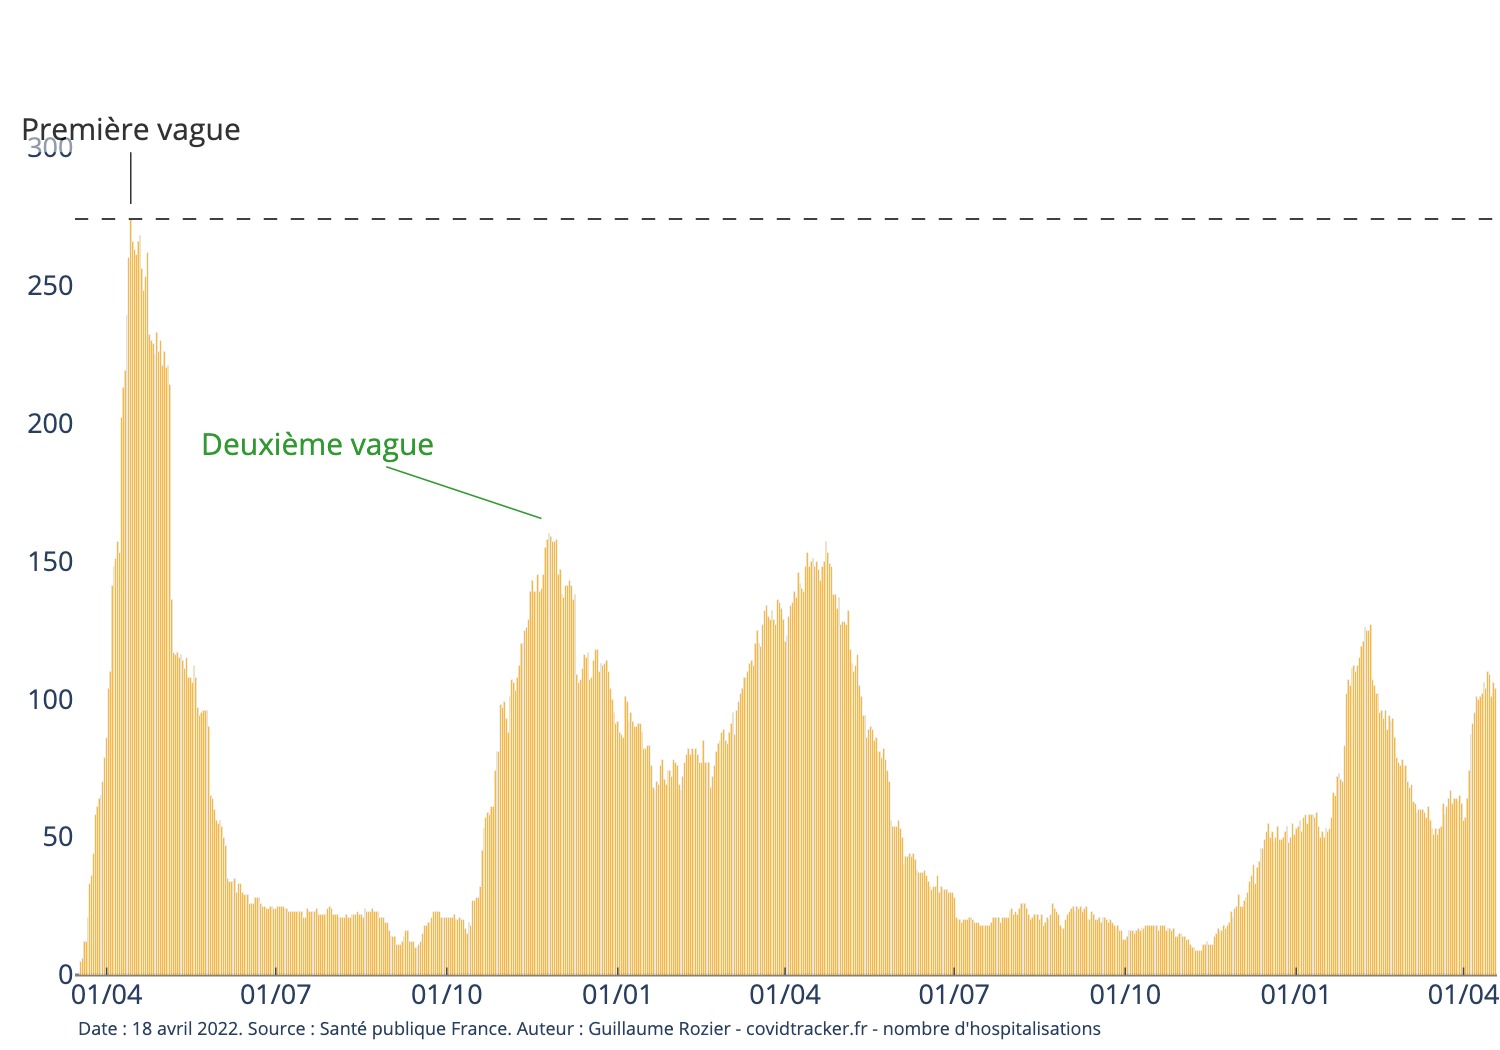 Première vague
300
250
200
Deuxième vague
150
100
50
0
01/04 01/07 01/10 01/01 01/04 01/07 01/10 01/01 01/04
Date : 18 avril 2022. Source : Santé publique France. Auteur : Guillaume Rozier - covidtracker.fr - nombre d'hospitalisations